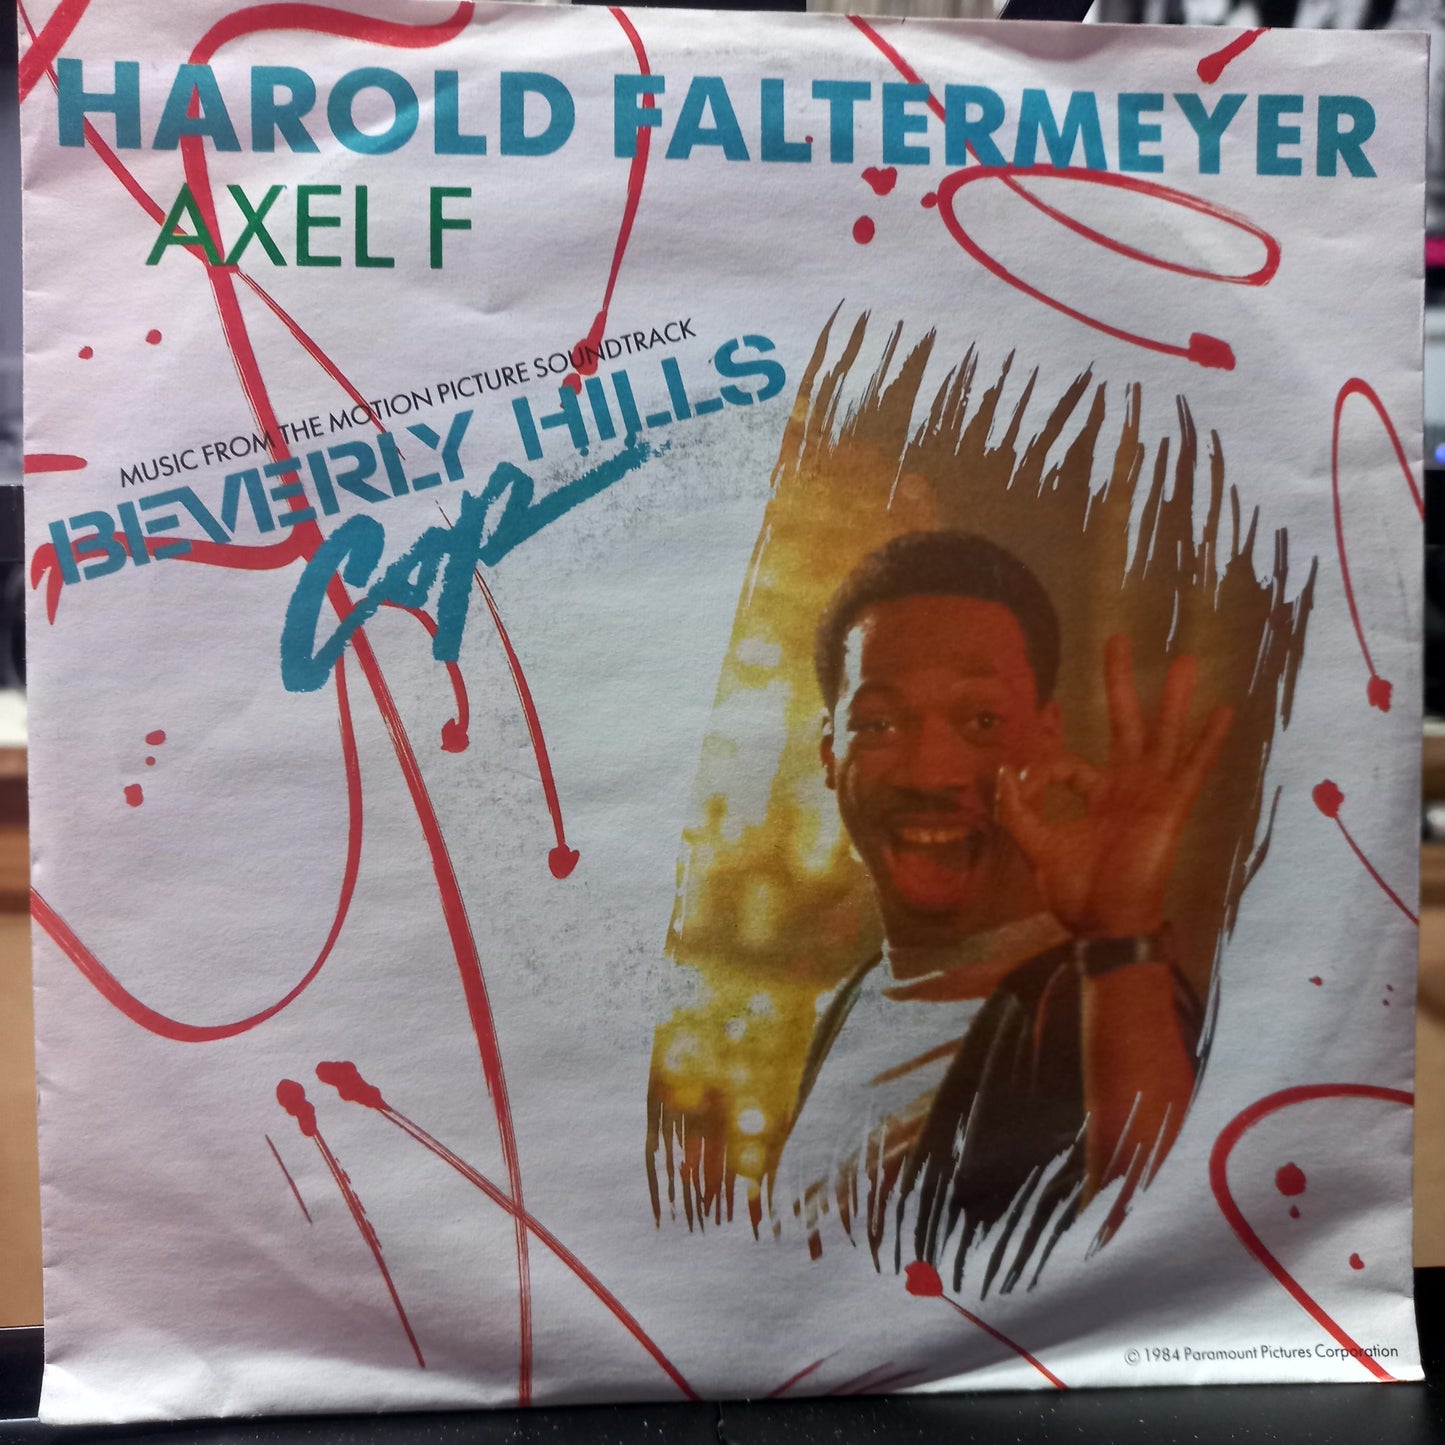 HAROLD FALTERMEYER
AXEL F
MUSIC FROM THE MOTION PICTURE SOUNDTRACK
BEVERLY HILLS
Cop
© 1984 Paramount Pictures Corporation